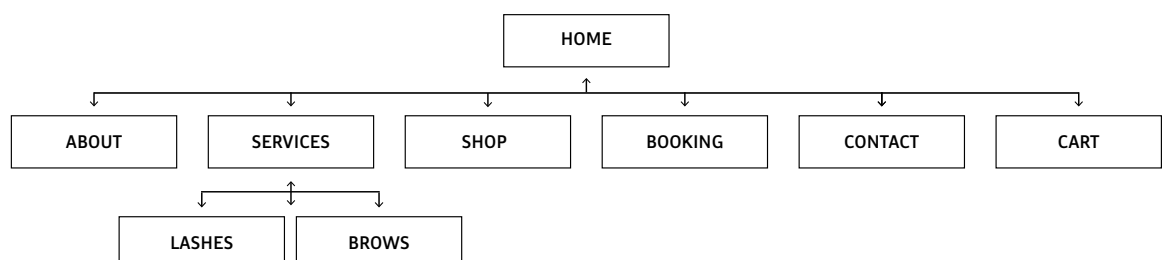 HOME
ABOUT SERVICES SHOP BOOKING CONTACT CART
LASHES BROWS